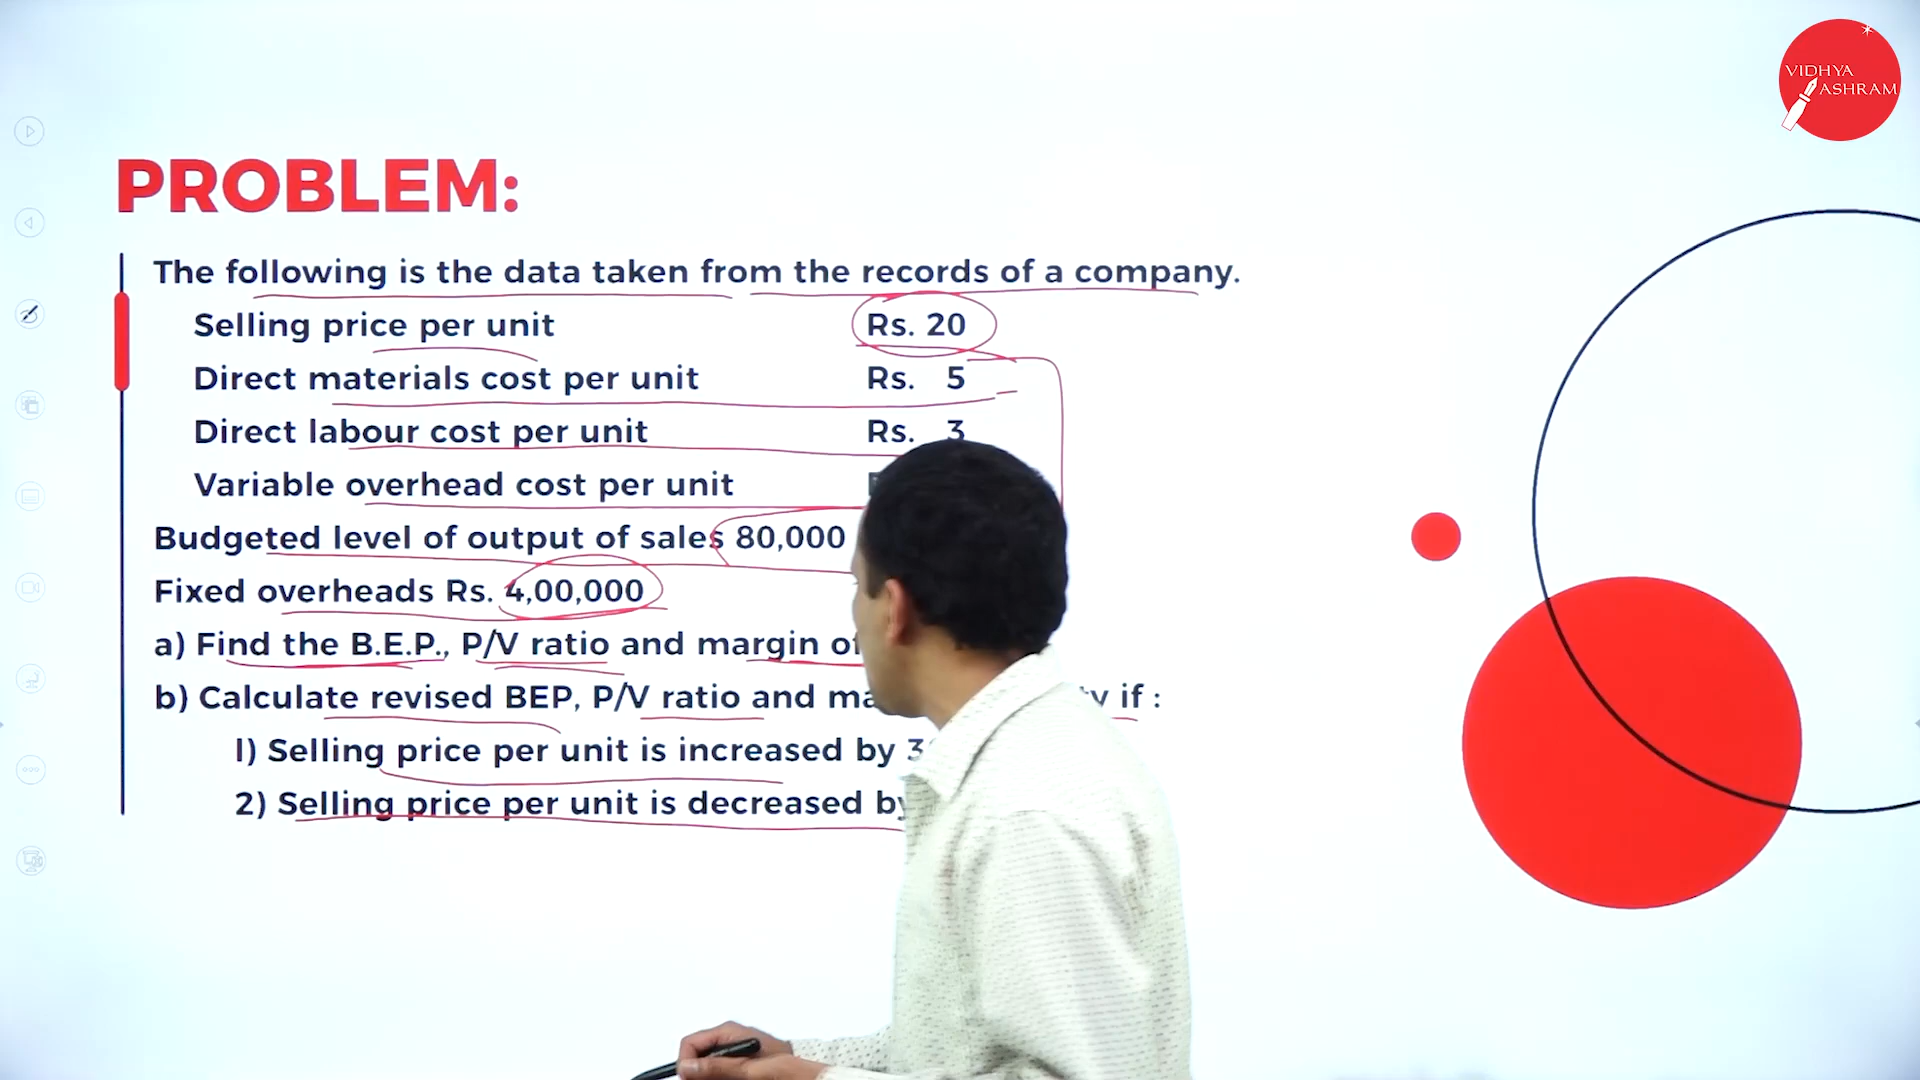 VIDHYA
ASHRAM
PROBLEM:
The following is the data taken from the records of a company.
Selling price per unit Rs. 20
Direct materials cost per unit Rs. 5
Direct labour cost per unit Rs. 3
Variable overhead cost per unit
Budgeted level of output of sales 80,000
Fixed overheads Rs. 4,00,000
a) Find the B.E.P., P/V ratio and margin
b) Calculate revised BEP, P/V ratio and if :
1) Selling price per unit is increased by
2) Selling price per unit is decreased